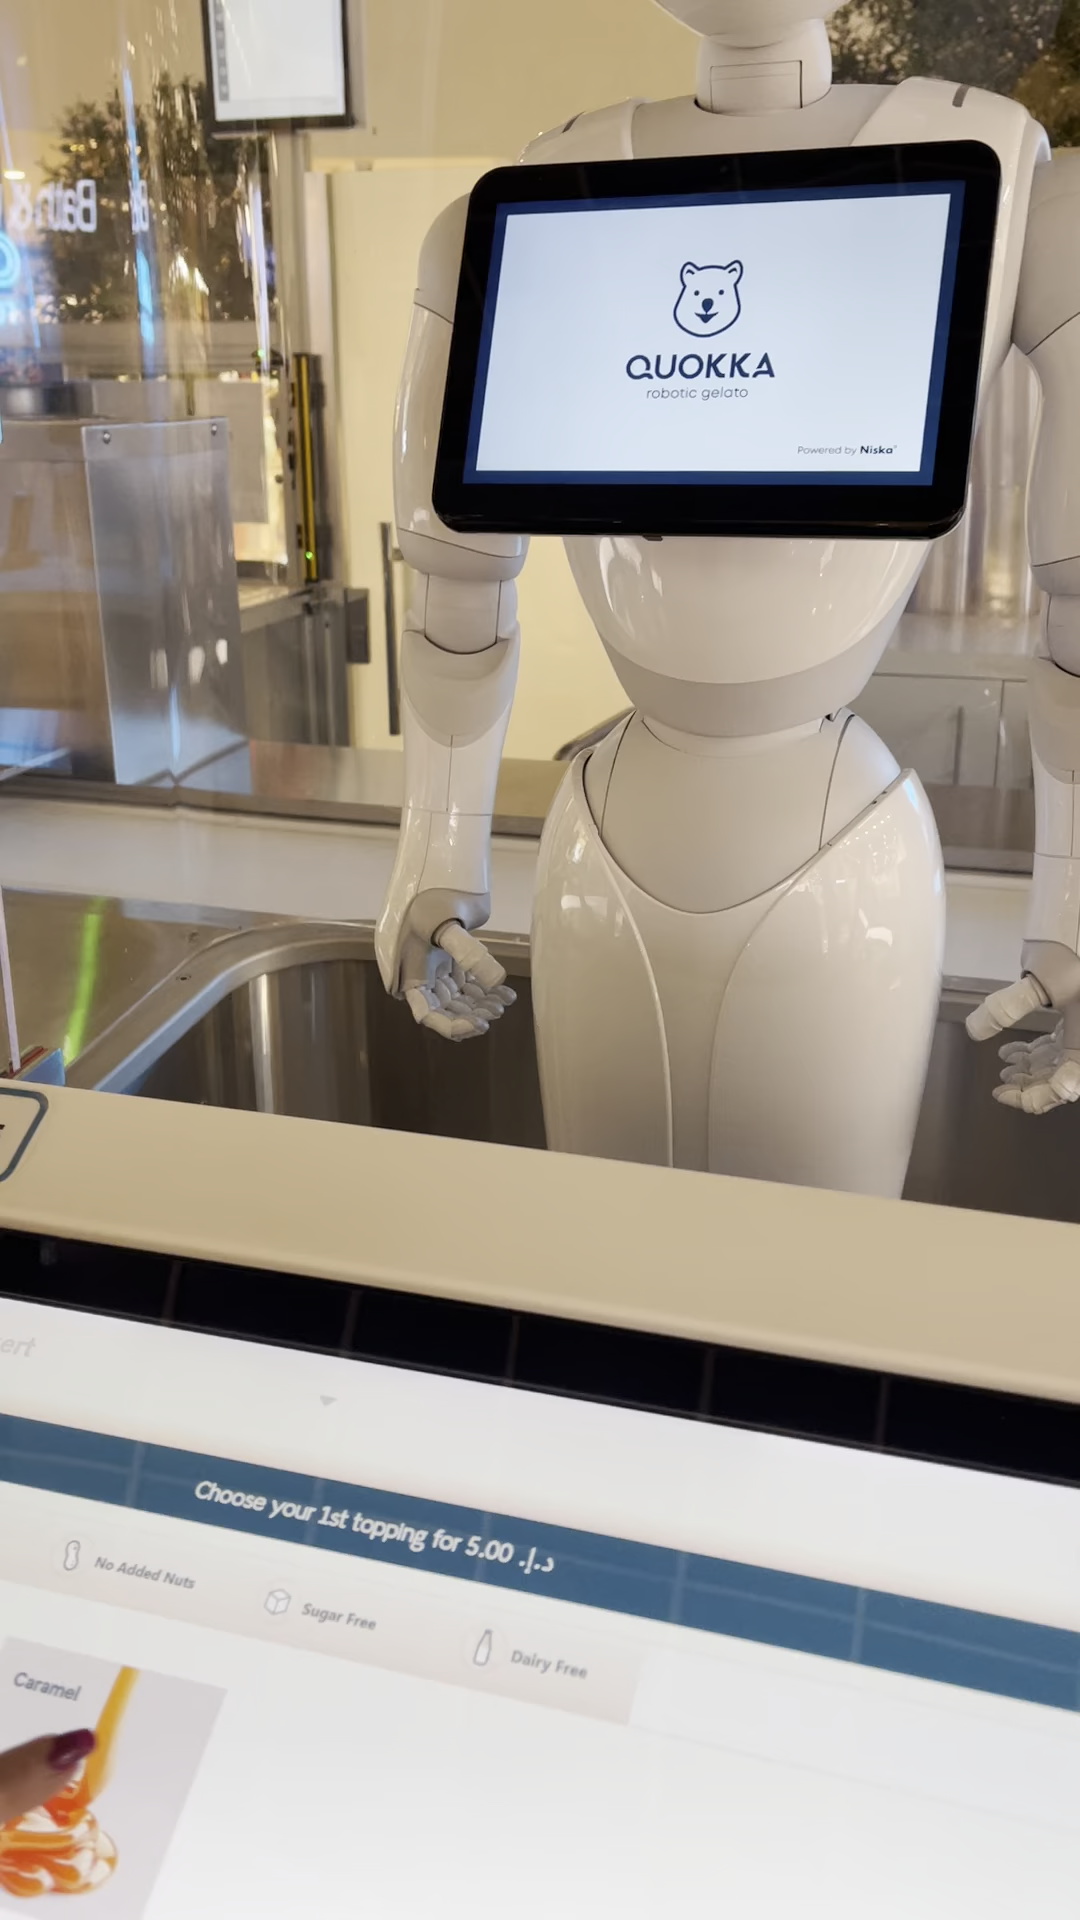 QUOKKA
robotic gelato
Powered by Niska
Choose your 1st topping for 5.00 د.إ.
No Added Nuts
Sugar Free
Dairy Free
Caramel